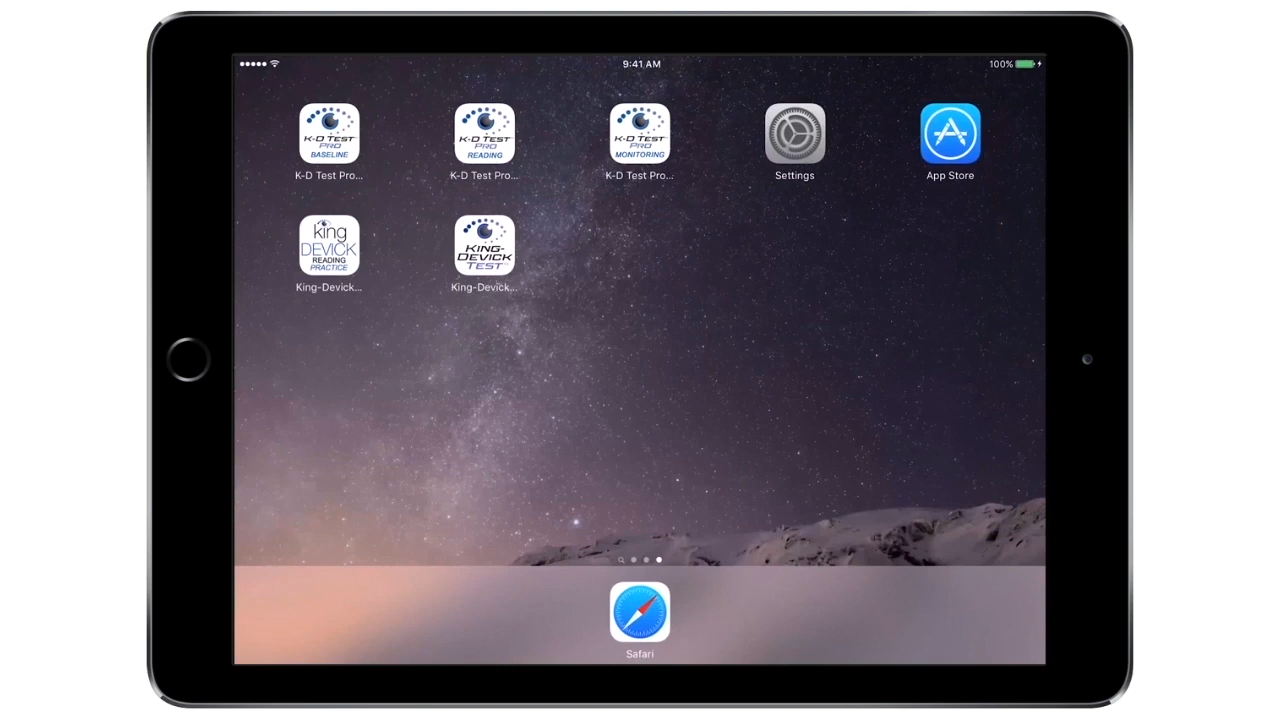 9:41 AM
100%
K-D TEST
PRO
BASELINE
K-D Test Pro...
K-D TEST
PRO
READING
K-D Test Pro...
K-D TEST
PRO
MONITORING
K-D Test Pro...
Settings
App Store
king
DEVICK
READING
PRACTICE
King-Devick...
KING-
DEVICK
TEST
King-Devick...
Safari